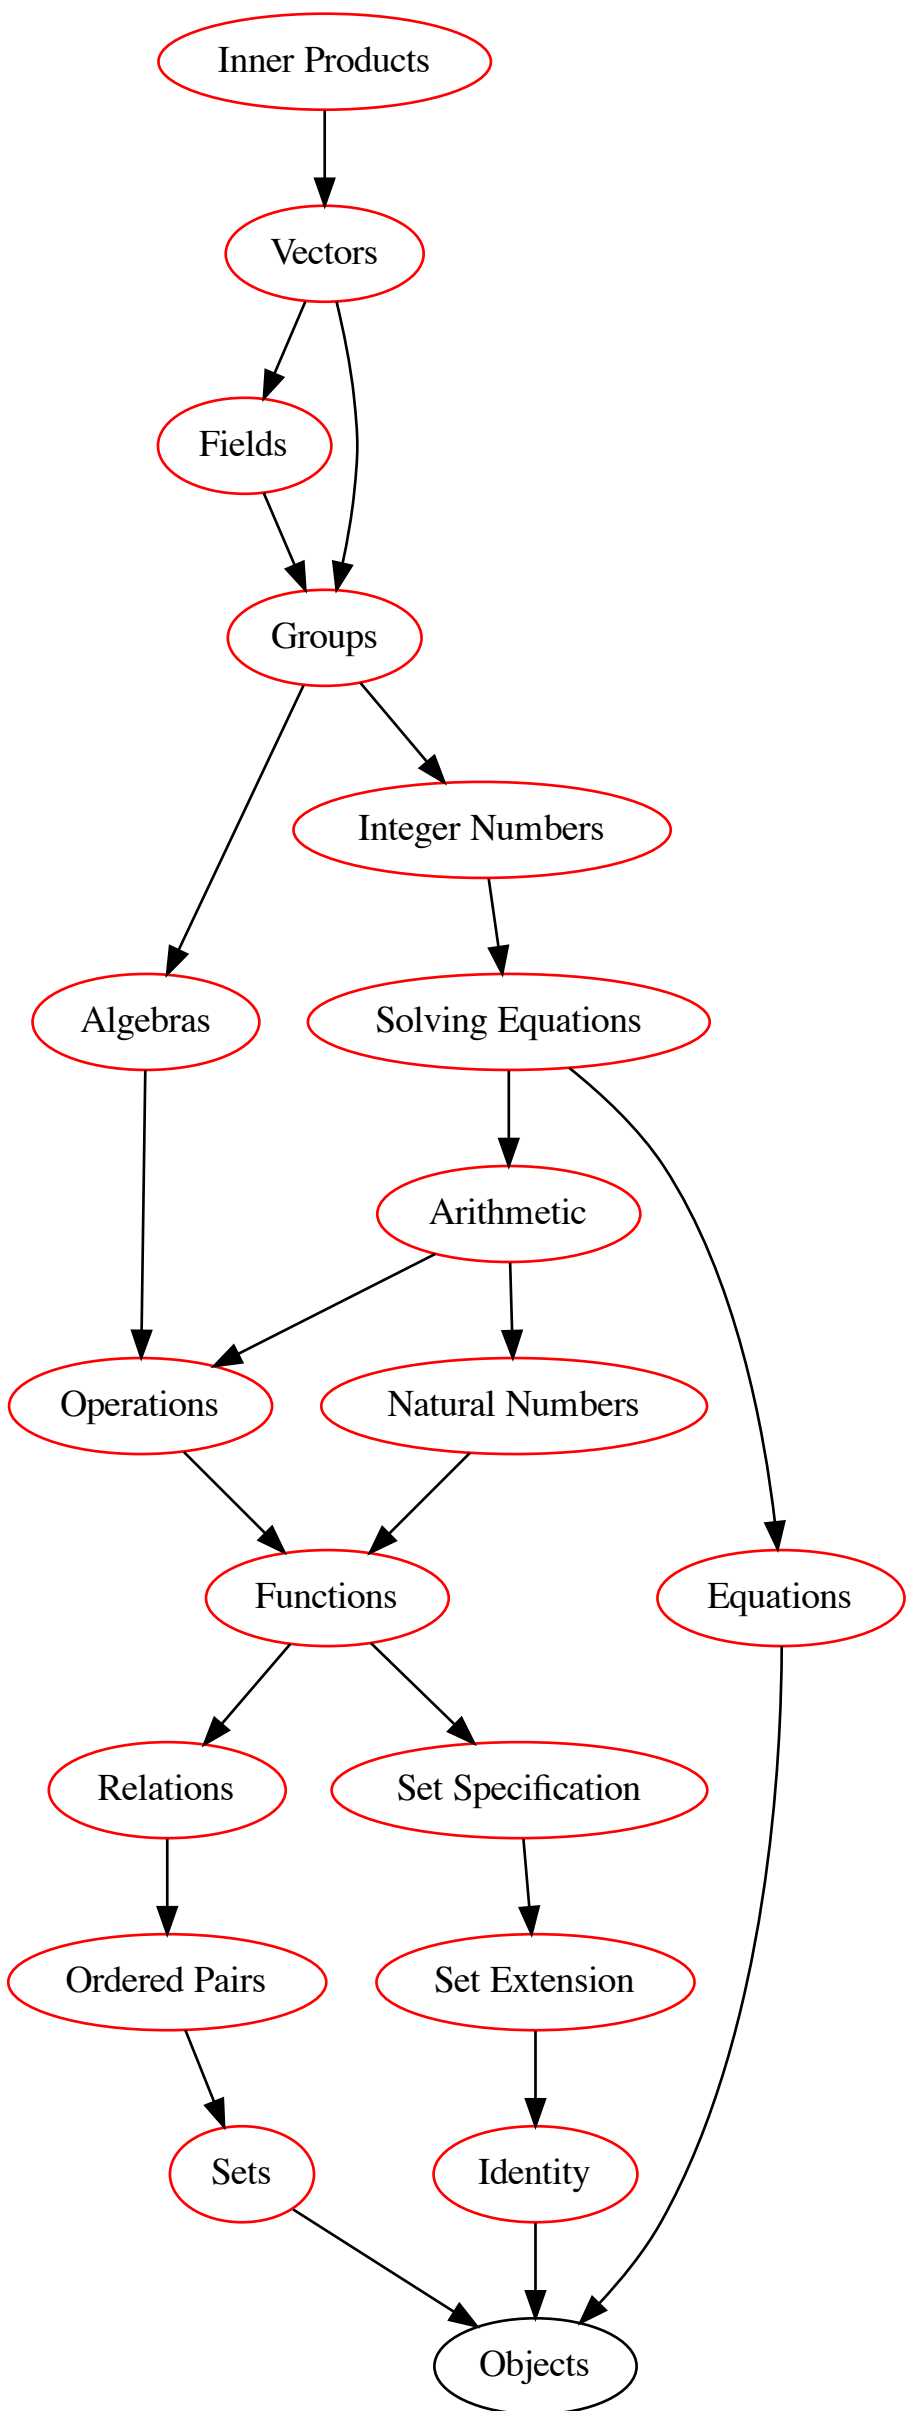 Inner Products
Vectors
Fields
Groups
Integer Numbers
Algebras
Solving Equations
Arithmetic
Operations
Natural Numbers
Functions
Equations
Relations
Set Specification
Ordered Pairs
Set Extension
Sets
Identity
Objects